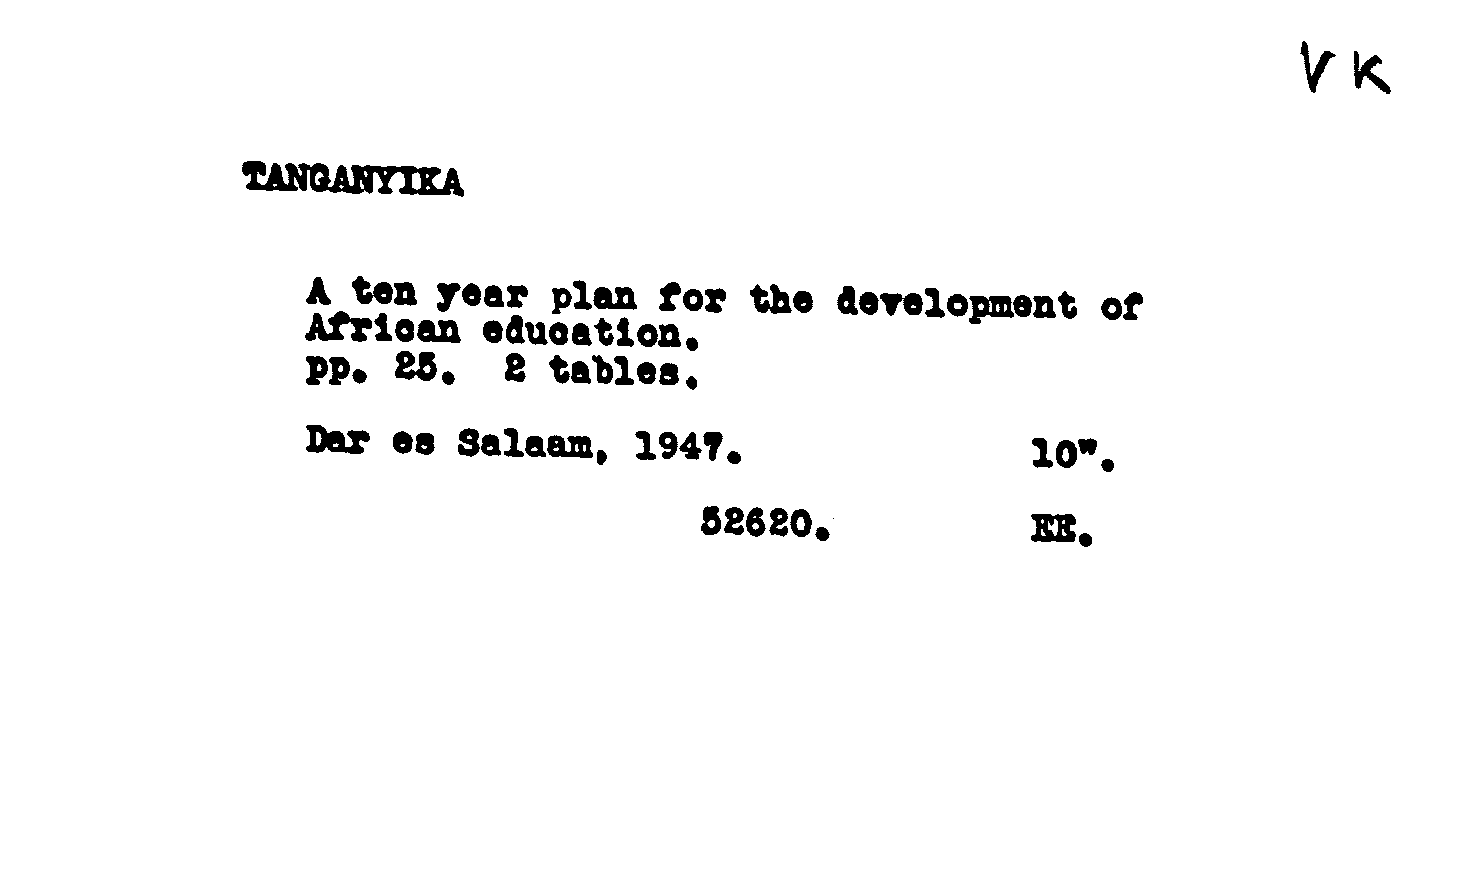 V K
TANGANYIKA
A ten year plan for the development of
African education.
pp. 25. 2 tables.
Dar es Salaam, 1947. 10".
52620. EE.